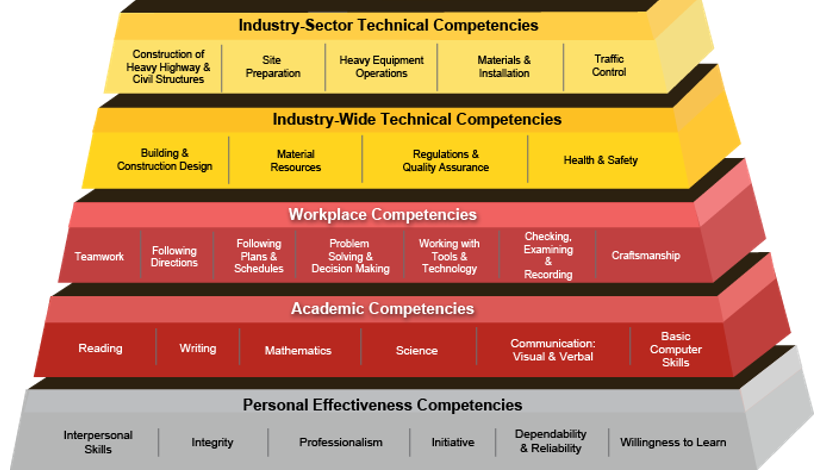 Industry-Sector Technical Competencies
Construction of
Heavy Highway &
Civil Structures
Site
Preparation
Heavy Equipment
Operations
Materials &
Installation
Traffic
Control
Industry-Wide Technical Competencies
Building &
Construction Design
Material
Resources
Regulations &
Quality Assurance
Health & Safety
Workplace Competencies
Teamwork
Following
Directions
Following
Plans &
Schedules
Problem
Solving &
Decision Making
Working with
Tools &
Technology
Checking,
Examining
&
Recording
Craftsmanship
Academic Competencies
Reading
Writing
Mathematics
Science
Communication:
Visual & Verbal
Basic
Computer
Skills
Personal Effectiveness Competencies
Interpersonal
Skills
Integrity
Professionalism
Initiative
Dependability
& Reliability
Willingness to Learn